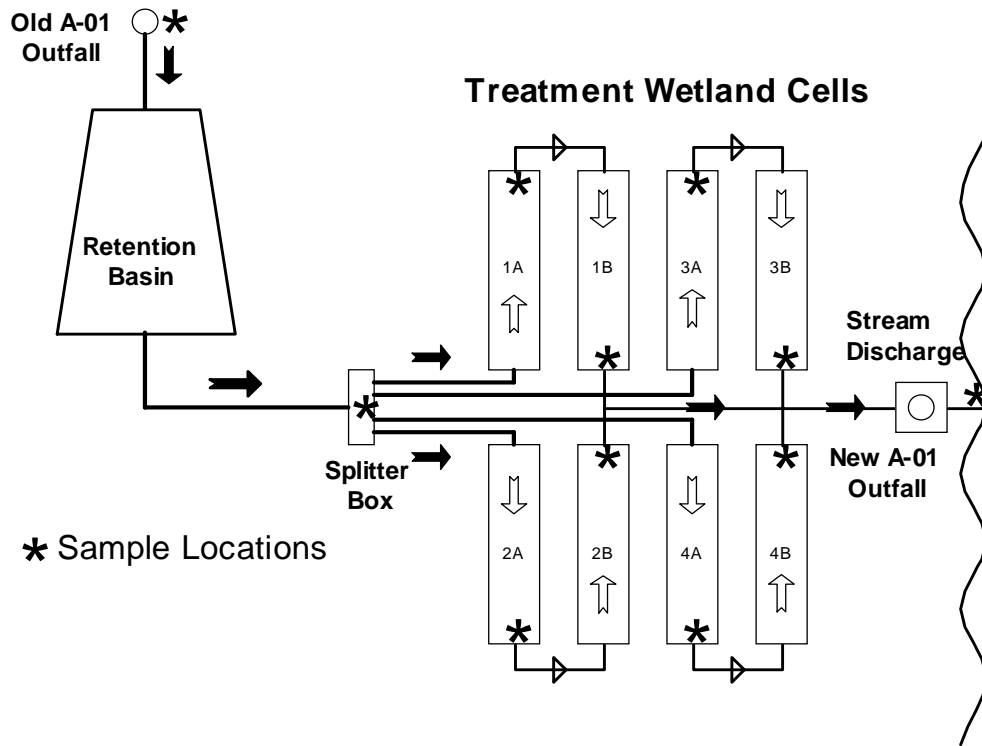 Old A-01
Outfall
Treatment Wetland Cells
Retention
Basin
1A
1B
3A
3B
Stream
Discharge
Splitter
Box
New A-01
Outfall
* Sample Locations
2A
2B
4A
4B